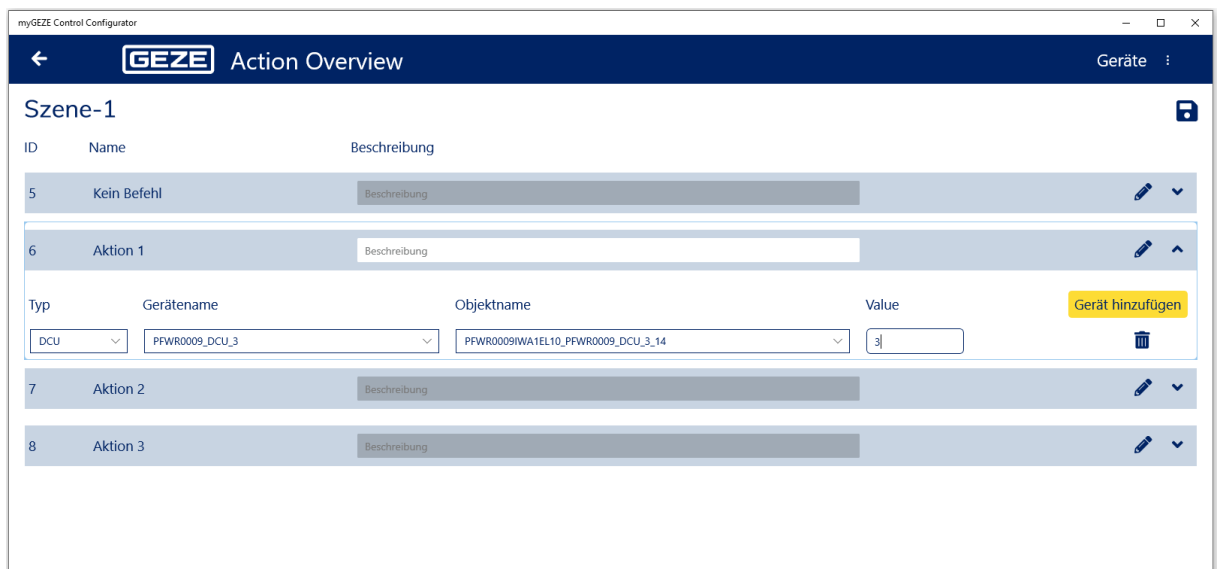 myGEZE Control Configurator
GEZE Action Overview Geräte
Szene-1
ID Name Beschreibung
5 Kein Befehl Beschreibung
6 Aktion 1 Beschreibung
Typ Gerätename Objektname Value Gerät hinzufügen
DCU PFWR0009_DCU_3 PFWR0009IWA1EL10_PFWR0009_DCU_3_14 3
7 Aktion 2 Beschreibung
8 Aktion 3 Beschreibung